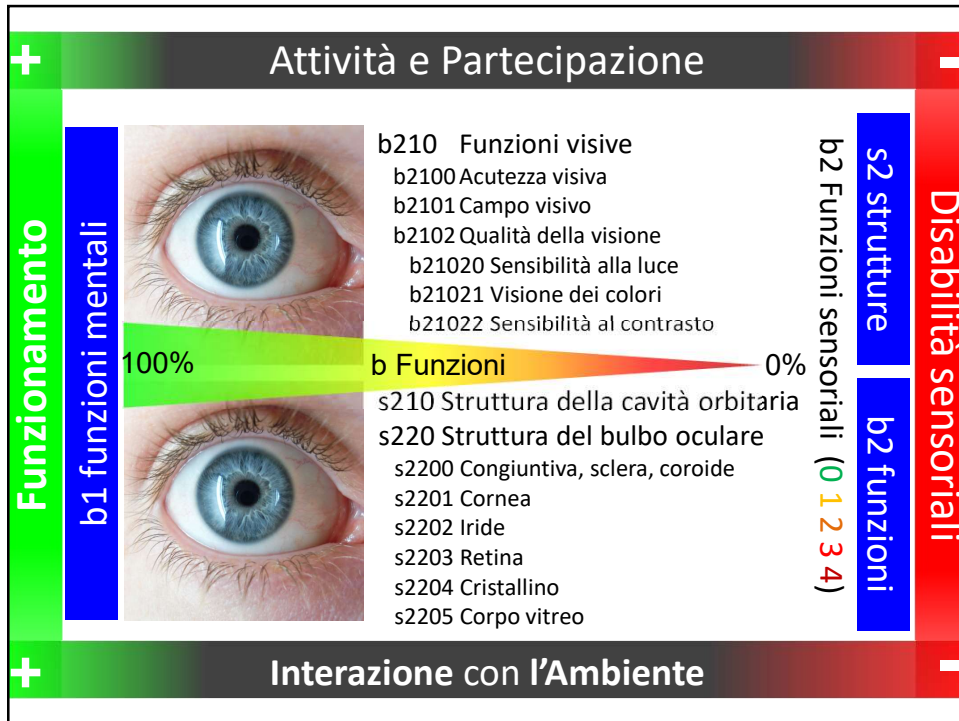 + Attività e Partecipazione -
Funzionamento
b1 funzioni mentali
b210 Funzioni visive
b2100 Acutezza visiva
b2101 Campo visivo
b2102 Qualità della visione
b21020 Sensibilità alla luce
b21021 Visione dei colori
b21022 Sensibilità al contrasto
100% b Funzioni 0%
s210 Struttura della cavità orbitaria
s220 Struttura del bulbo oculare
s2200 Congiuntiva, sclera, coroide
s2201 Cornea
s2202 Iride
s2203 Retina
s2204 Cristallino
s2205 Corpo vitreo
b2 Funzioni sensoriali (0 1 2 3 4)
s2 strutture
b2 funzioni
Disabilità sensoriali
+ Interazione con l'Ambiente -